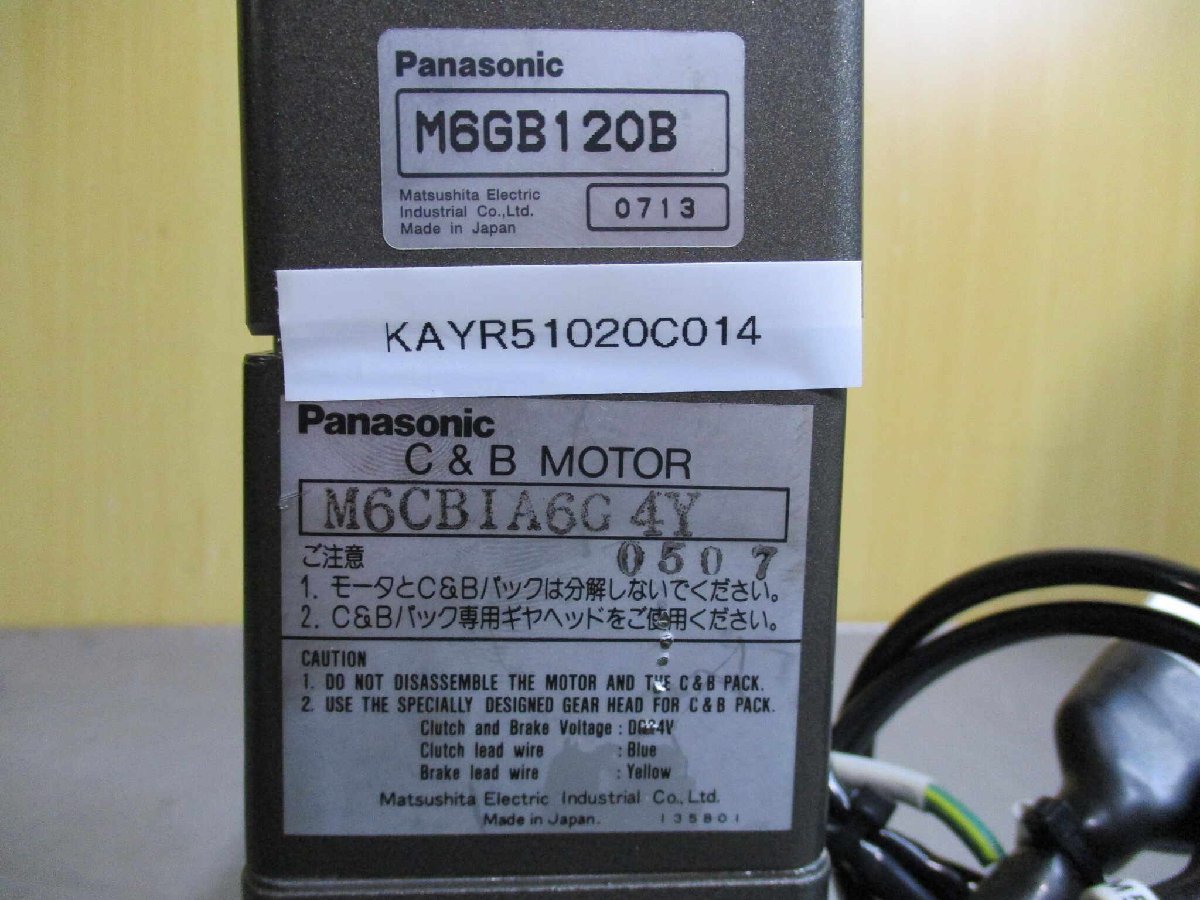 Panasonic
M6GB120B
Matsushita Electric
Industrial Co.,Ltd.
Made in Japan
0713
KAYR51020C014
Panasonic
C & B MOTOR
M6CBIA6G4Y
0507
ご注意
1. モータとC&Bパックは分解しないでください。
2. C&Bパック専用ギヤヘッドをご使用ください。
CAUTION
1. DO NOT DISASSEMBLE THE MOTOR AND THE C & B PACK.
2. USE THE SPECIALLY DESIGNED GEAR HEAD FOR C & B PACK.
Clutch and Brake Voltage : DC24V
Clutch lead wire : Blue
Brake lead wire : Yellow
Matsushita Electric Industrial Co., Ltd.
Made in Japan. 135801